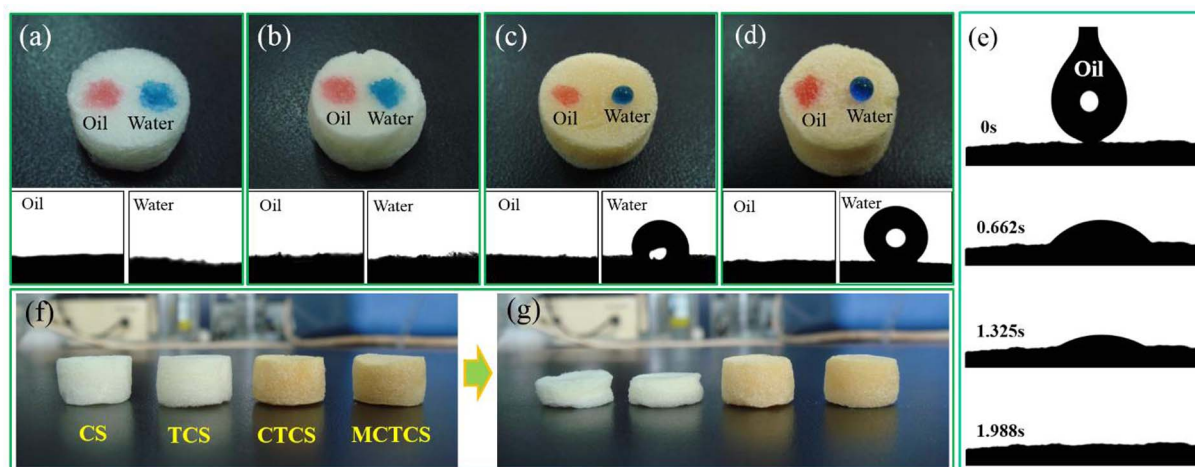 (a)
Oil
Water
Oil
Water
(b)
Oil
Water
Oil
Water
(c)
Oil
Water
Oil
Water
(d)
Oil
Water
Oil
Water
(e)
Oil
0s
0.662s
1.325s
1.988s
(f)
CS
TCS
CTCS
MCTCS
(g)